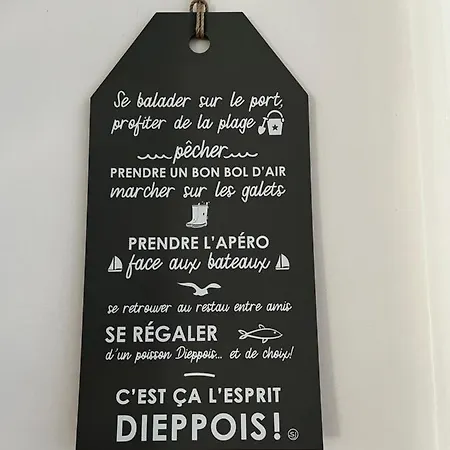 Se balader sur le port,
profiter de la plage
pêcher
PRENDRE UN BON BOL D'AIR
marcher sur les galets
PRENDRE L'APÉRO
face aux bateaux
se retrouver au restau entre amis
SE RÉGALER
d'un poisson Dieppois... et de choix!
C'EST ÇA L'ESPRIT
DIEPPOIS!